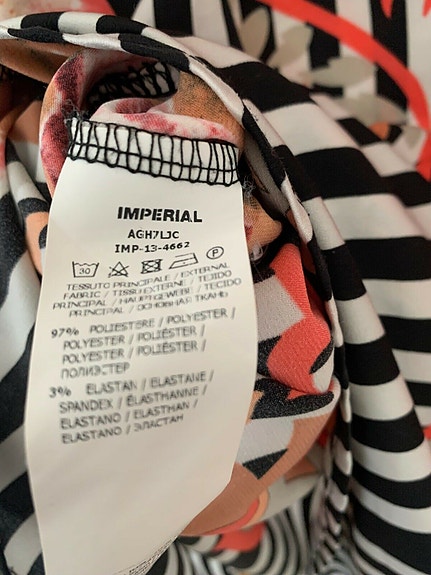 IMPERIAL
AGH7LJC
IMP-13-4662
30 P
TESSUTO PRINCIPALE / EXTERNAL
FABRIC / TISSU EXTERNE / TEJIDO
PRINCIPAL / HAUPTGEWEBE / TECIDO
PRINCIPAL / ОСНОВНАЯ ТКАНЬ
97% POLIESTERE / POLYESTER /
POLYESTER / POLIÉSTER /
POLYESTER / POLIÉSTER /
ПОЛИЭСТЕР
3% ELASTAN / ELASTANE /
SPANDEX / ÉLASTHANNE /
ELASTANO / ELASTHAN /
ELASTANO / ЭЛАСТАН